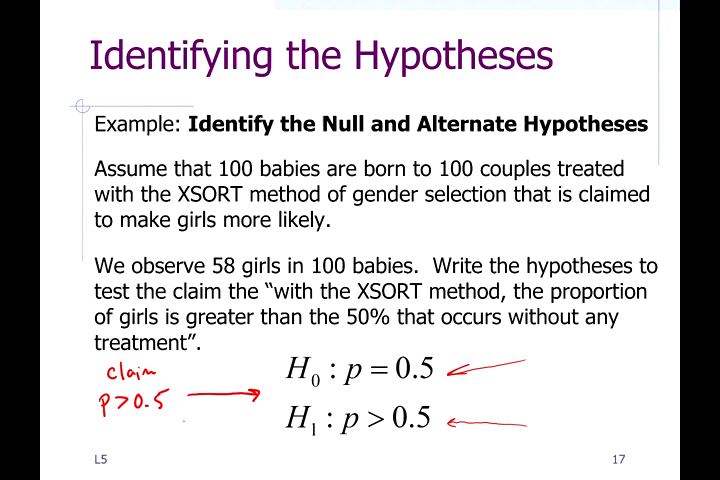 Identifying the Hypotheses
Example: Identify the Null and Alternate Hypotheses
Assume that 100 babies are born to 100 couples treated
with the XSORT method of gender selection that is claimed
to make girls more likely.
We observe 58 girls in 100 babies.  Write the hypotheses to
test the claim the “with the XSORT method, the proportion
of girls is greater than the 50% that occurs without any
treatment”.
claim
p > 0.5
H₀ : p = 0.5
H₁ : p > 0.5
L5
17